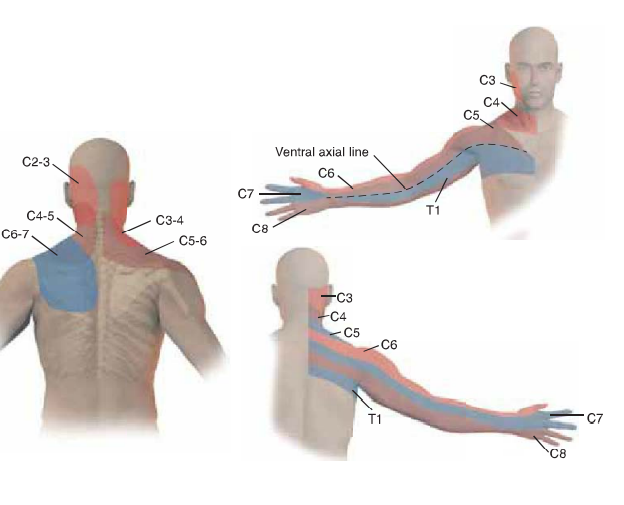 C2-3
C4-5
C6-7
C3-4
C5-6
C3
C4
C5
Ventral axial line
C6
C7
C8
T1
C3
C4
C5
C6
T1
C7
C8